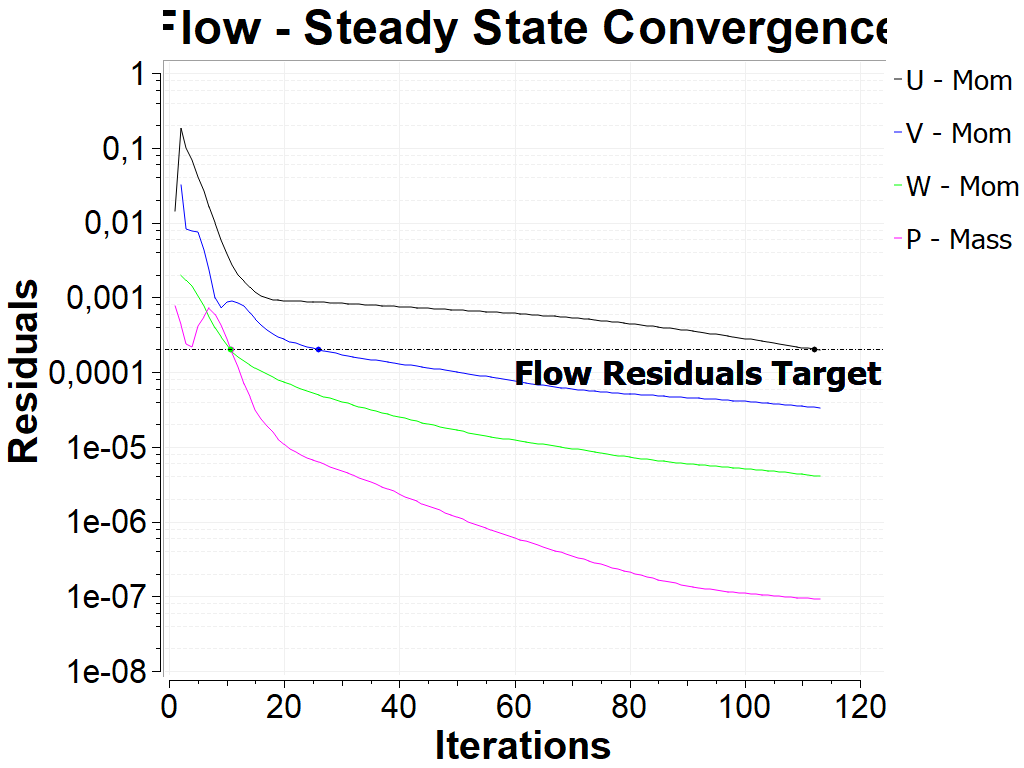 Flow - Steady State Convergence
1
0,1
0,01
0,001
0,0001
1e-05
1e-06
1e-07
1e-08
Residuals
Flow Residuals Target
0 20 40 60 80 100 120
Iterations
U - Mom
V - Mom
W - Mom
P - Mass